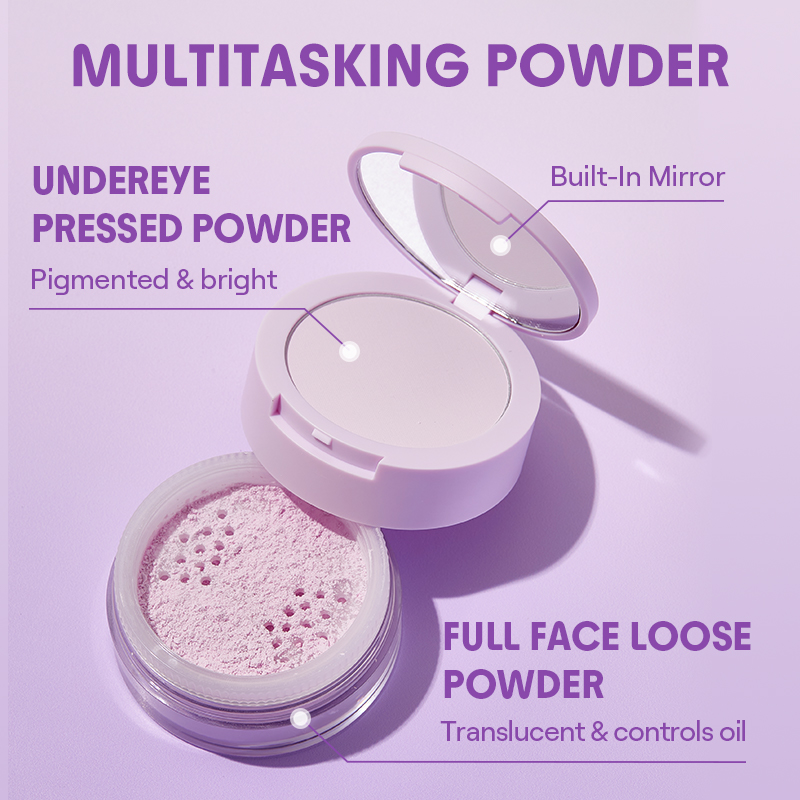 MULTITASKING POWDER
UNDEREYE
PRESSED POWDER
Pigmented & bright
Built-In Mirror
FULL FACE LOOSE
POWDER
Translucent & controls oil